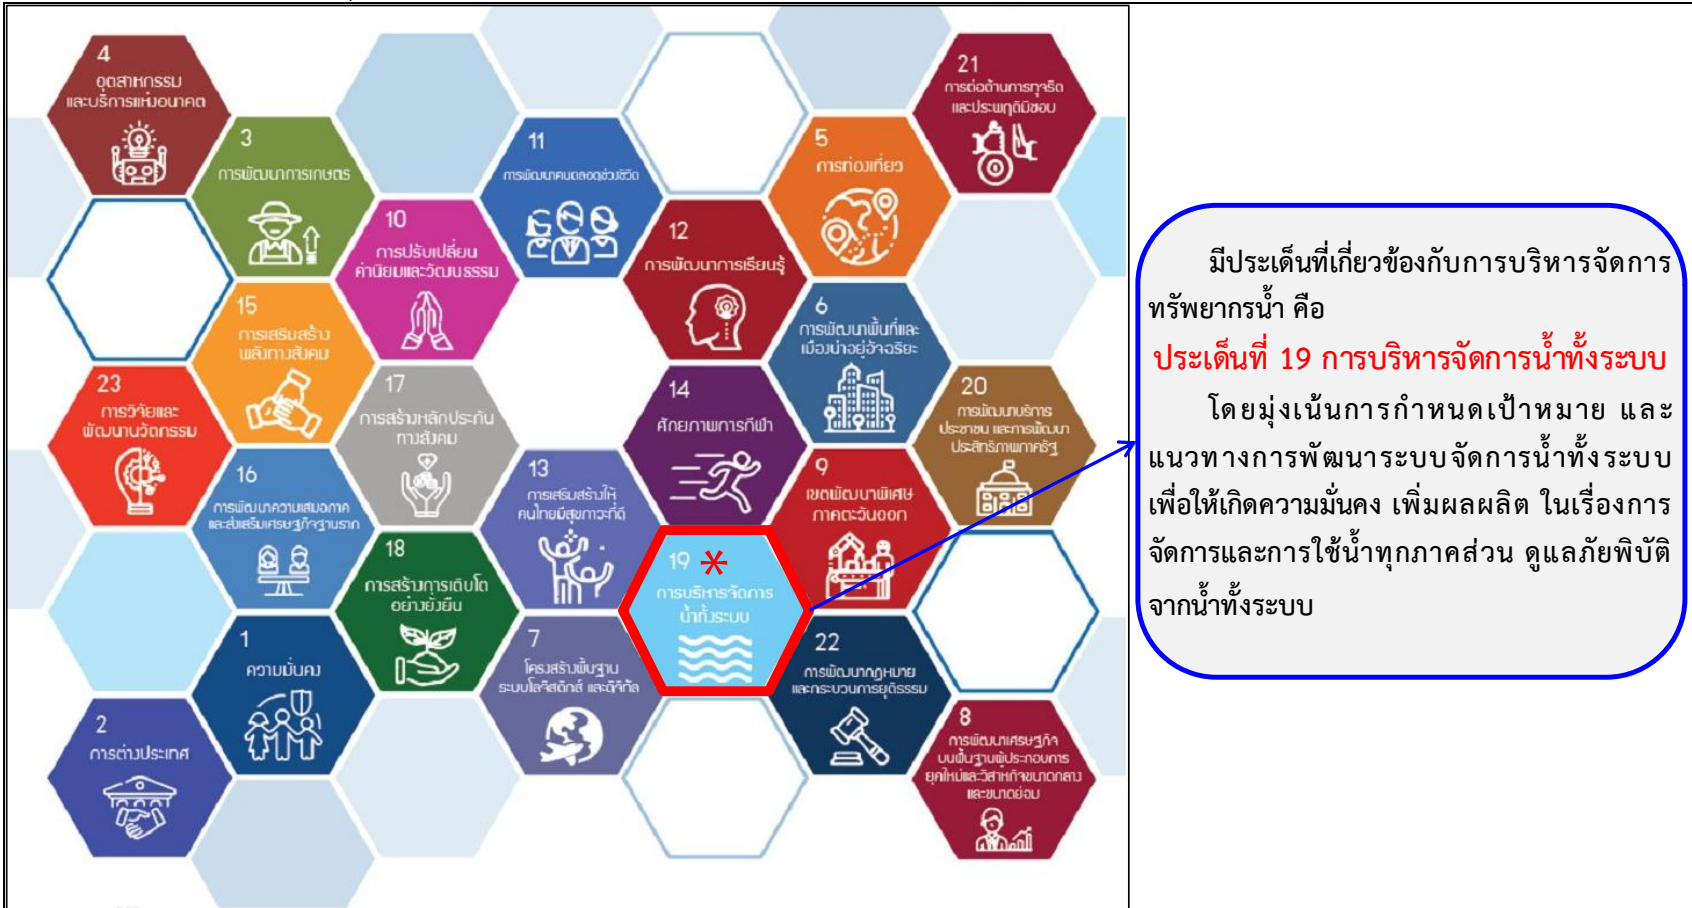 4
อุตสาหกรรม
และบริการแห่งอนาคต
21
การต่อต้านการทุจริต
และประพฤติมิชอบ
3
การพัฒนาการเกษตร
11
การพัฒนาคนตลอดช่วงชีวิต
5
การท่องเที่ยว
10
การปรับเปลี่ยน
ค่านิยมและวัฒนธรรม
12
การพัฒนาการเรียนรู้
15
การเสริมสร้าง
พลังทางสังคม
6
การพัฒนาพื้นที่และ
เมืองน่าอยู่อัจฉริยะ
23
การวิจัยและ
พัฒนานวัตกรรม
17
การสร้างหลักประกัน
ทางสังคม
14
ศักยภาพการกีฬา
20
การพัฒนาบริการ
ประชาชน และการพัฒนา
ประสิทธิภาพภาครัฐ
16
การพัฒนาความเสมอภาค
และส่งเสริมเศรษฐกิจฐานราก
13
การเสริมสร้างให้
คนไทยมีสุขภาวะที่ดี
9
เขตพัฒนาพิเศษ
ภาคตะวันออก
18
การสร้างการเติบโต
อย่างยั่งยืน
19 *
การบริหารจัดการ
น้ำทั้งระบบ
1
ความมั่นคง
7
โครงสร้างพื้นฐาน
ระบบโลจิสติกส์ และดิจิทัล
22
การพัฒนากฎหมาย
และกระบวนการยุติธรรม
2
การต่างประเทศ
8
การพัฒนาเศรษฐกิจ
บนพื้นฐานผู้ประกอบการ
ยุคใหม่และวิสาหกิจขนาดกลาง
และขนาดย่อม
มีประเด็นที่เกี่ยวข้องกับการบริหารจัดการ
ทรัพยากรน้ำ คือ
ประเด็นที่ 19 การบริหารจัดการน้ำทั้งระบบ
โดยมุ่งเน้นการกำหนดเป้าหมาย และ
แนวทางการพัฒนาระบบจัดการน้ำทั้งระบบ
เพื่อให้เกิดความมั่นคง เพิ่มผลผลิต ในเรื่องการ
จัดการและการใช้น้ำทุกภาคส่วน ดูแลภัยพิบัติ
จากน้ำทั้งระบบ